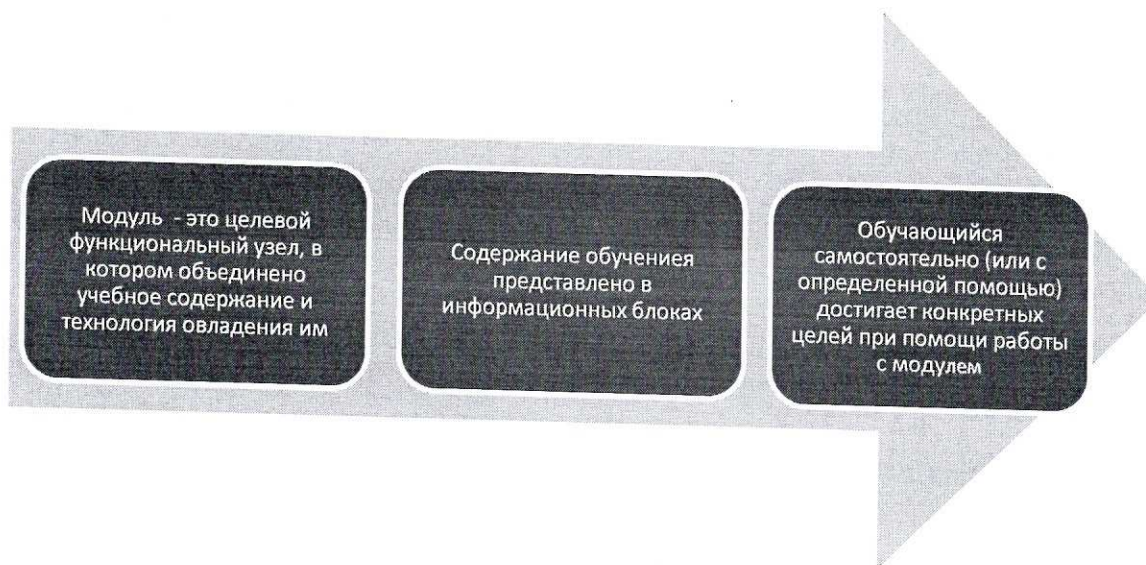 Модуль - это целевой
функциональный узел, в
котором объединено
учебное содержание и
технология овладения им
Содержание обучениея
представлено в
информационных блоках
Обучающийся
самостоятельно (или с
определенной помощью)
достигает конкретных
целей при помощи работы
с модулем